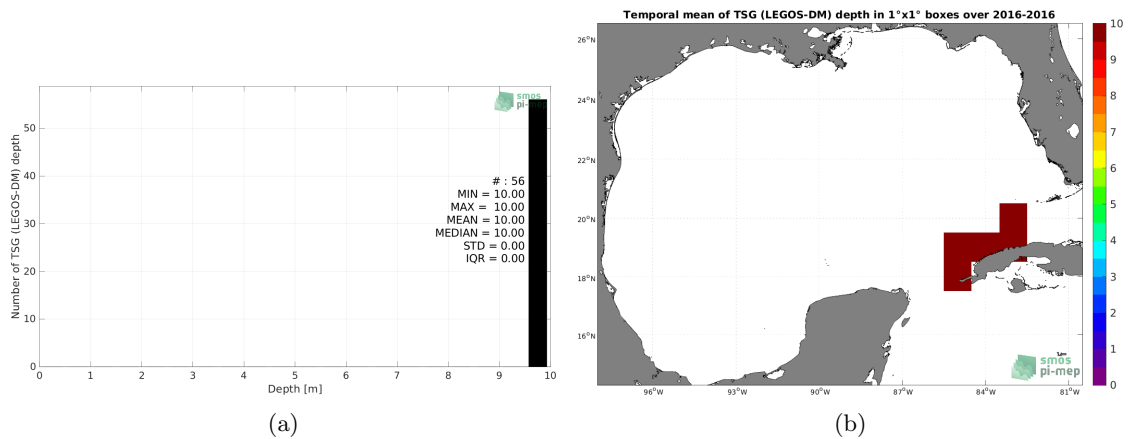 smos
pi-mep
Number of TSG (LEGOS-DM) depth
50
40
30
20
10
0
# : 56
MIN = 10.00
MAX = 10.00
MEAN = 10.00
MEDIAN = 10.00
STD = 0.00
IQR = 0.00
0 1 2 3 4 5 6 7 8 9 10
Depth [m]
(a)
Temporal mean of TSG (LEGOS-DM) depth in 1°x1° boxes over 2016-2016
26°N
24°N
22°N
20°N
18°N
16°N
96°W 93°W 90°W 87°W 84°W 81°W
smos
pi-mep
10
9
8
7
6
5
4
3
2
1
0
(b)